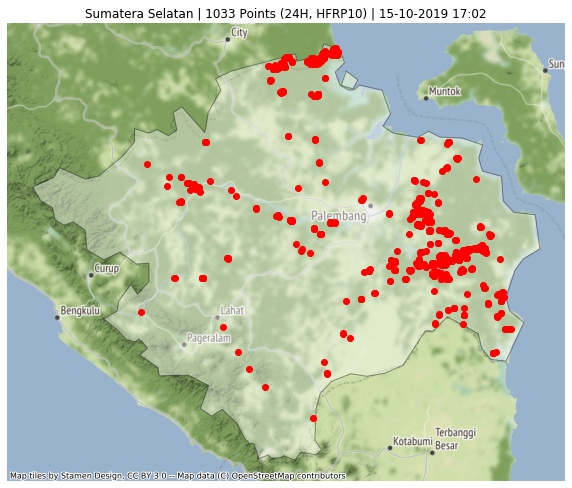 Sumatera Selatan | 1033 Points (24H, HFRP10) | 15-10-2019 17:02
City
Sun
Muntok
Palembang
Curup
Bengkulu
Lahat
Pageralam
Terbanggi
Kotabumi
Besar
Map tiles by Stamen Design, CC BY 3.0 -- Map data (C) OpenStreetMap contributors